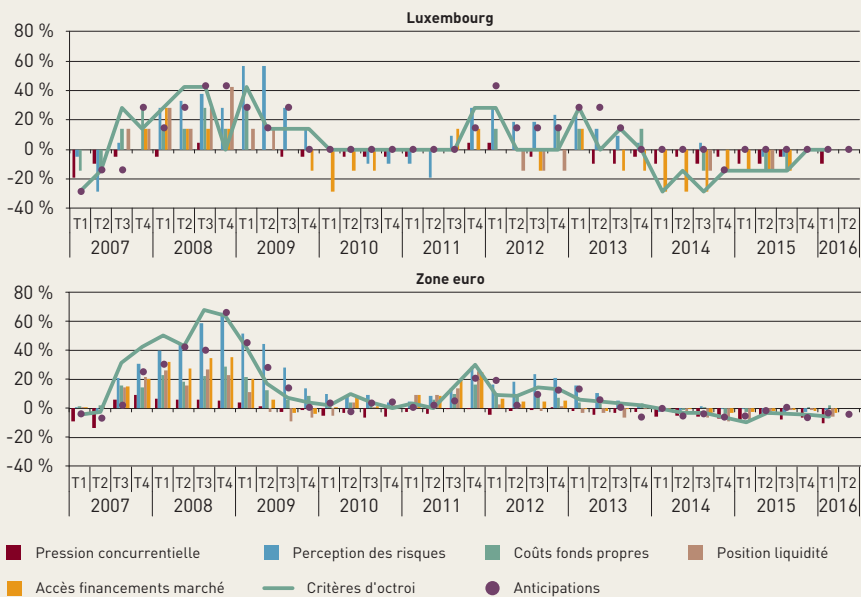 Luxembourg
80 %
60 %
40 %
20 %
0 %
-20 %
-40 %
T1 T2 T3 T4 T1 T2 T3 T4 T1 T2 T3 T4 T1 T2 T3 T4 T1 T2 T3 T4 T1 T2 T3 T4 T1 T2 T3 T4 T1 T2 T3 T4 T1 T2 T3 T4 T1 T2
2007 2008 2009 2010 2011 2012 2013 2014 2015 2016
Zone euro
80 %
60 %
40 %
20 %
0 %
-20 %
-40 %
T1 T2 T3 T4 T1 T2 T3 T4 T1 T2 T3 T4 T1 T2 T3 T4 T1 T2 T3 T4 T1 T2 T3 T4 T1 T2 T3 T4 T1 T2 T3 T4 T1 T2 T3 T4 T1 T2
2007 2008 2009 2010 2011 2012 2013 2014 2015 2016
Pression concurrentielle Perception des risques Coûts fonds propres Position liquidité
Accès financements marché Critères d'octroi Anticipations